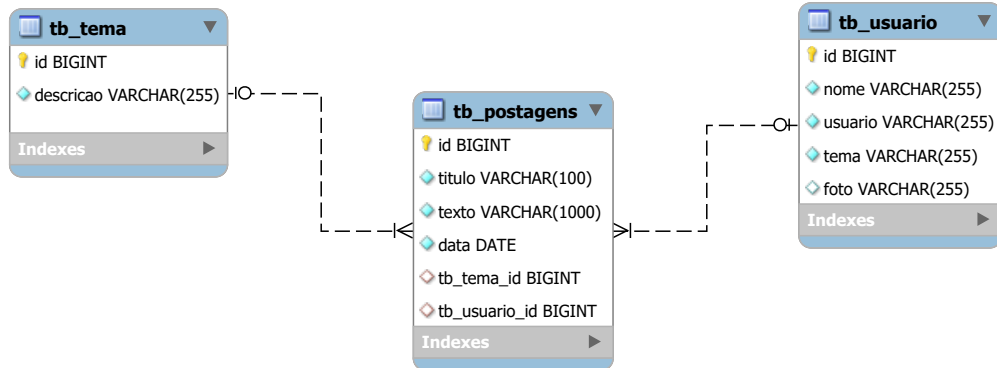 tb_tema
id BIGINT
descricao VARCHAR(255)
Indexes
tb_postagens
id BIGINT
titulo VARCHAR(100)
texto VARCHAR(1000)
data DATE
tb_tema_id BIGINT
tb_usuario_id BIGINT
Indexes
tb_usuario
id BIGINT
nome VARCHAR(255)
usuario VARCHAR(255)
tema VARCHAR(255)
foto VARCHAR(255)
Indexes